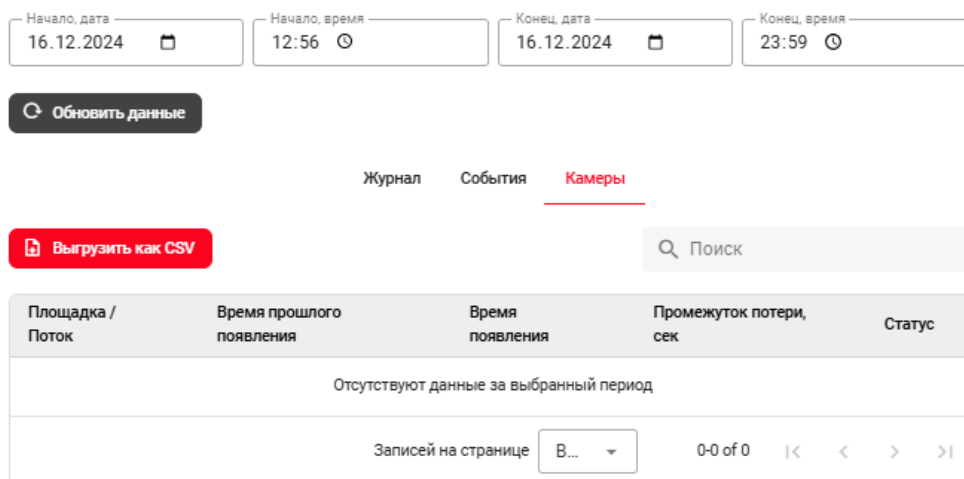 Начало, дата Начало, время Конец, дата Конец, время
16.12.2024 12:56 16.12.2024 23:59
Обновить данные
Журнал События Камеры
Выгрузить как CSV Поиск
Площадка / Время прошлого Время Промежуток потери, Статус
Поток появления появления сек
Отсутствуют данные за выбранный период
Записей на странице В... 0-0 of 0